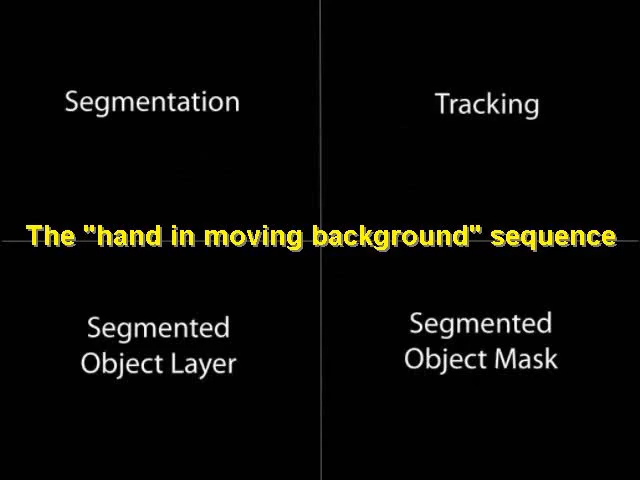 Segmentation
Tracking
The "hand in moving background" sequence
Segmented
Object Layer
Segmented
Object Mask